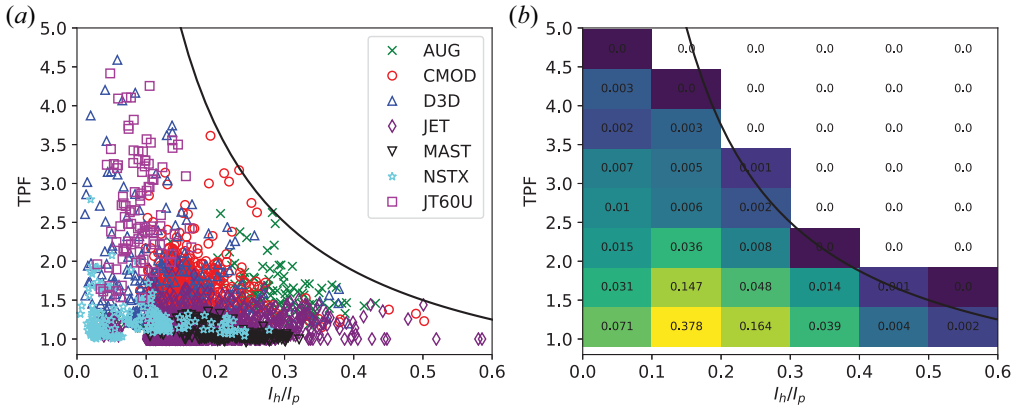 (a)
TPF
5.0
4.5
4.0
3.5
3.0
2.5
2.0
1.5
1.0
0.0 0.1 0.2 0.3 0.4 0.5 0.6
I_h/I_p
AUG
CMOD
D3D
JET
MAST
NSTX
JT60U
(b)
TPF
5.0
4.5
4.0
3.5
3.0
2.5
2.0
1.5
1.0
0.0 0.0 0.0 0.0 0.0 0.0
0.003 0.0 0.0 0.0 0.0 0.0
0.002 0.003 0.0 0.0 0.0 0.0
0.007 0.005 0.001 0.0 0.0 0.0
0.01 0.006 0.002 0.0 0.0 0.0
0.015 0.036 0.008 0.0 0.0 0.0
0.031 0.147 0.048 0.014 0.001 0.0
0.071 0.378 0.164 0.039 0.004 0.002
0.0 0.1 0.2 0.3 0.4 0.5 0.6
I_h/I_p